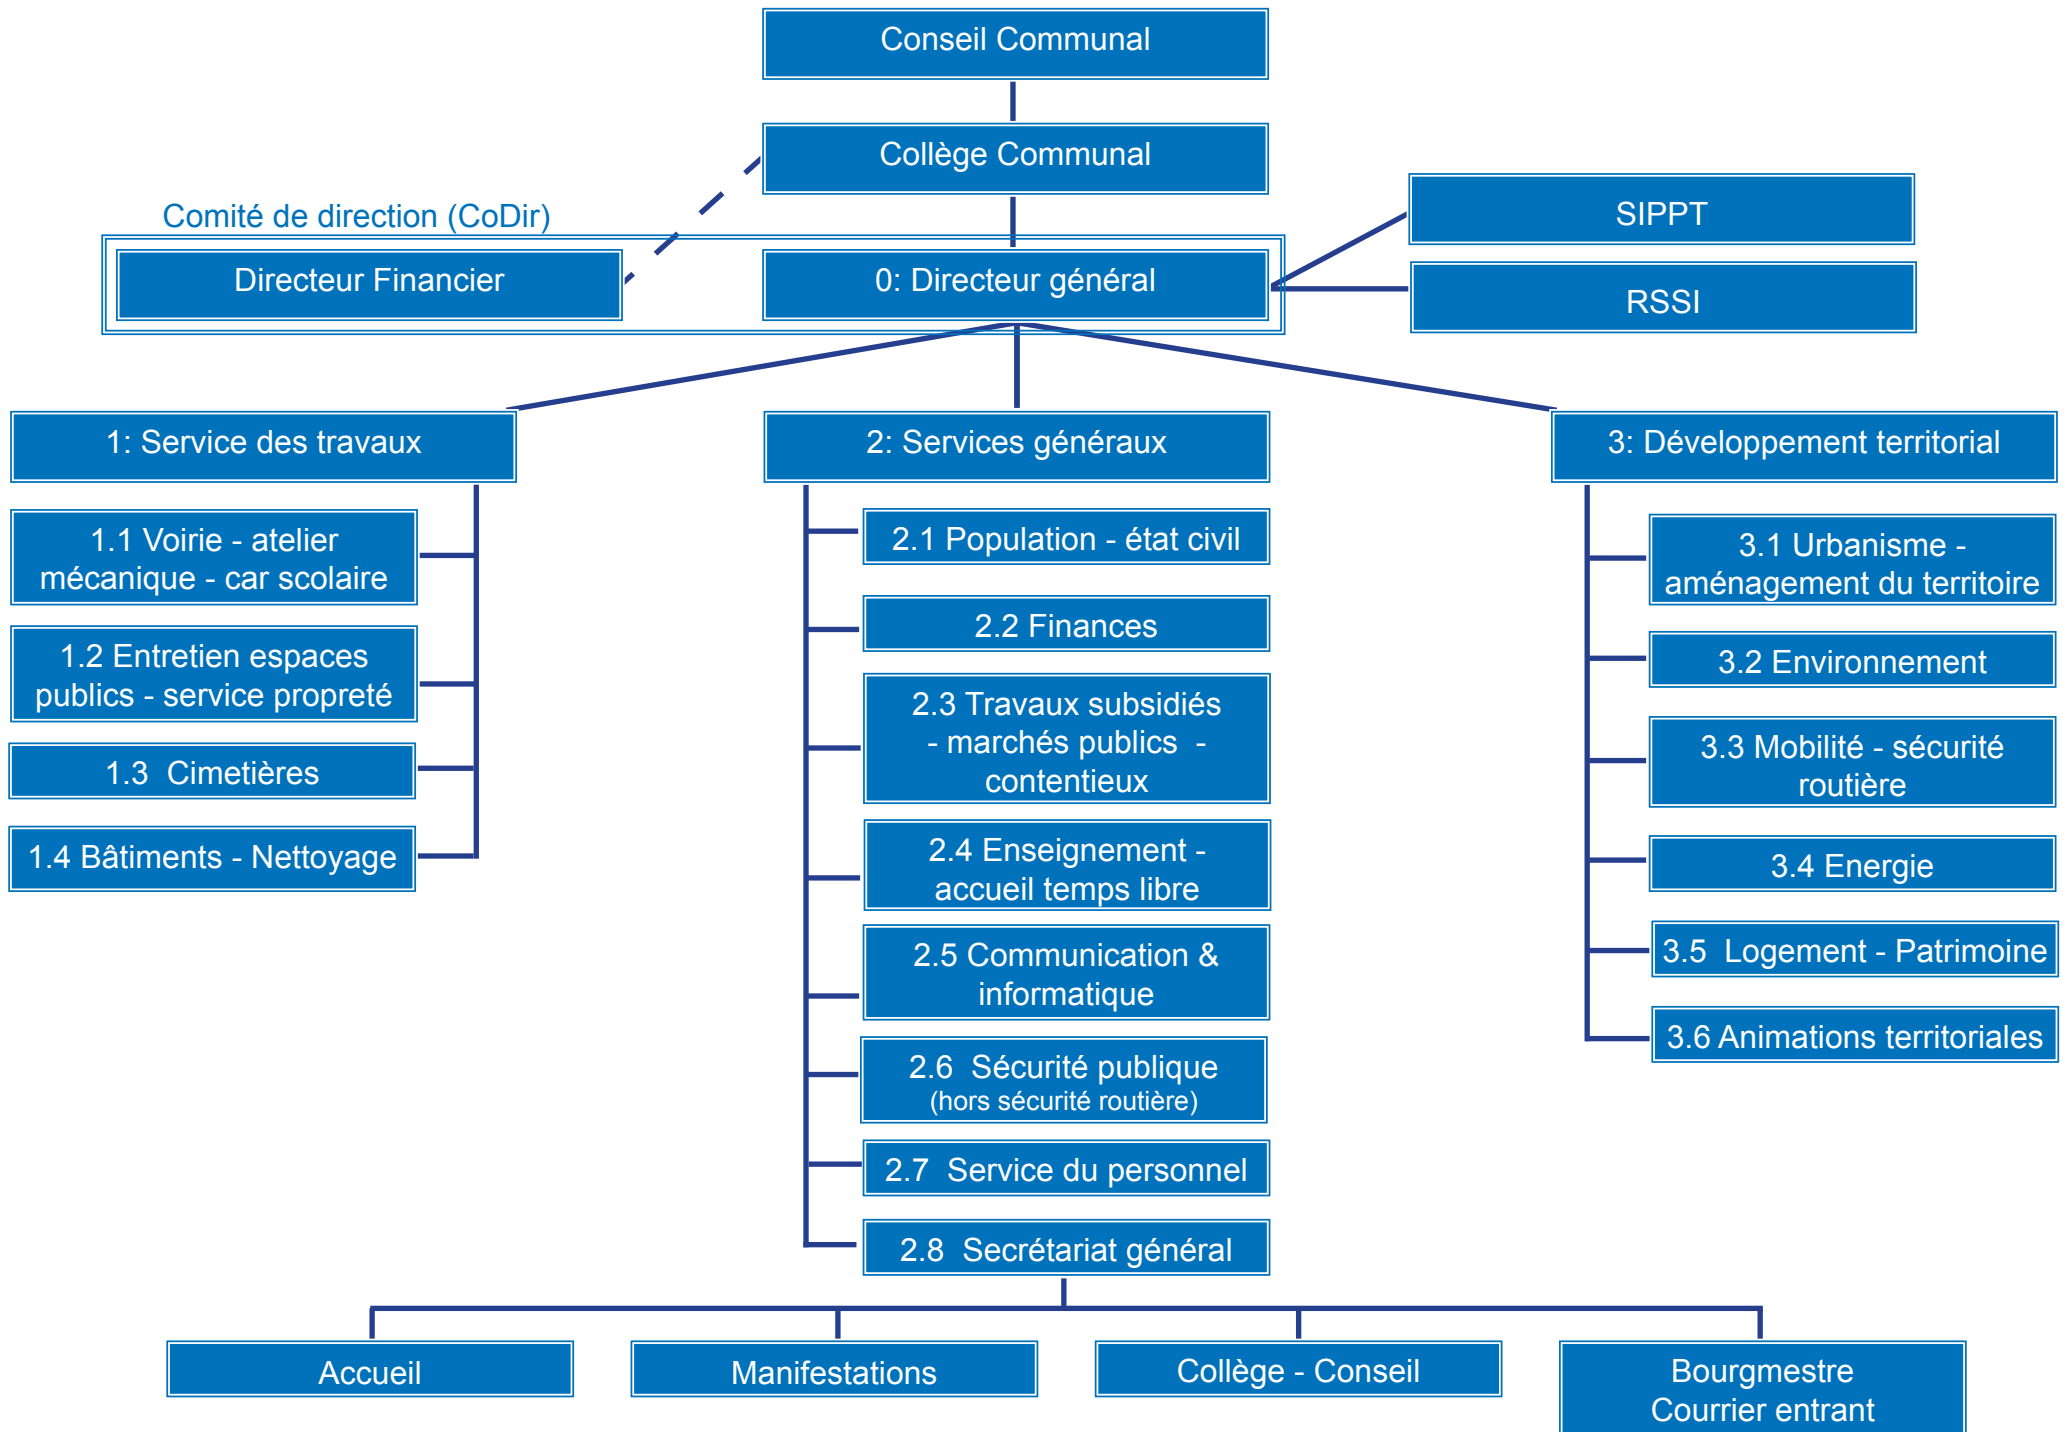 Conseil Communal
Collège Communal
Comité de direction (CoDir)
Directeur Financier
0: Directeur général
SIPPT
RSSI
1: Service des travaux
1.1 Voirie - atelier
mécanique - car scolaire
1.2 Entretien espaces
publics - service propreté
1.3  Cimetières
1.4 Bâtiments - Nettoyage
2: Services généraux
2.1 Population - état civil
2.2 Finances
2.3 Travaux subsidiés
- marchés publics  -
contentieux
2.4 Enseignement -
accueil temps libre
2.5 Communication &
informatique
2.6  Sécurité publique
(hors sécurité routière)
2.7  Service du personnel
2.8  Secrétariat général
3: Développement territorial
3.1 Urbanisme -
aménagement du territoire
3.2 Environnement
3.3 Mobilité - sécurité
routière
3.4 Energie
3.5  Logement - Patrimoine
3.6 Animations territoriales
Accueil
Manifestations
Collège - Conseil
Bourgmestre
Courrier entrant